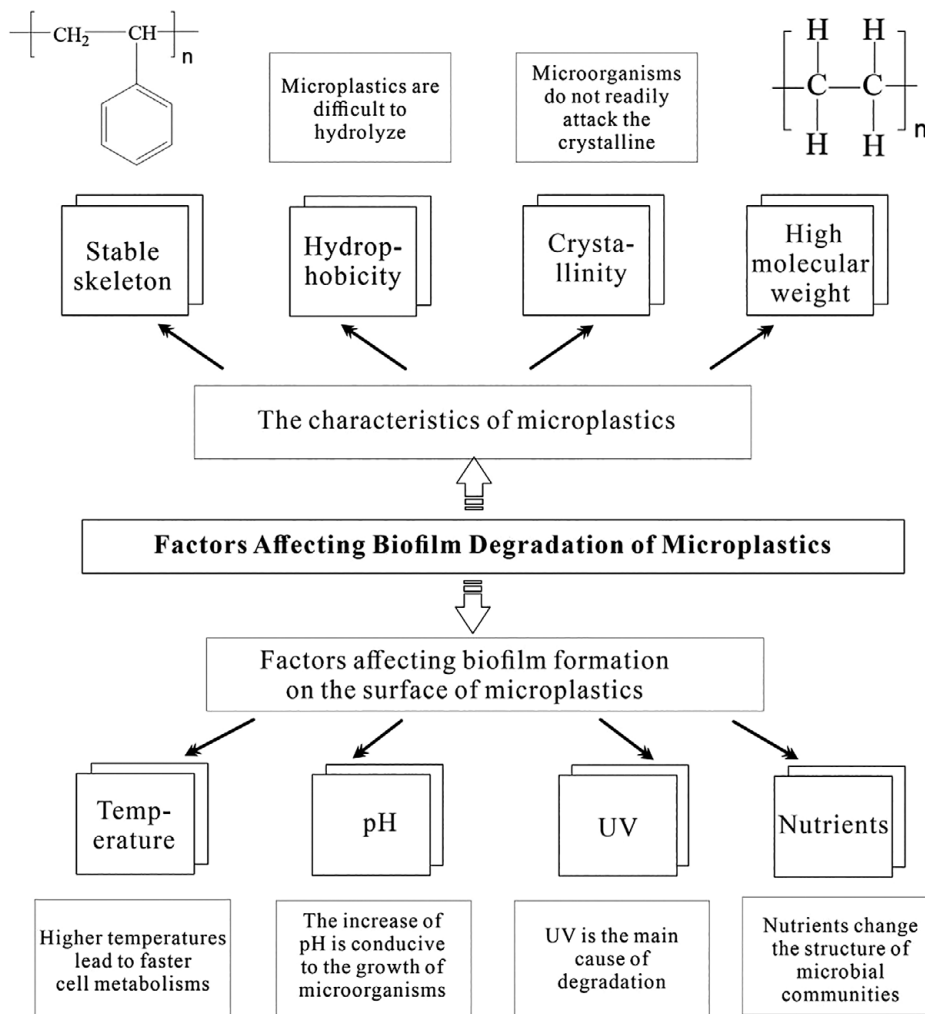 CH2
CH
n
H
H
C
C
H
H
n
Microplastics are
difficult to
hydrolyze
Microorganisms
do not readily
attack the
crystalline
Stable
skeleton
Hydrop-
hobicity
Crysta-
llinity
High
molecular
weight
The characteristics of microplastics
Factors Affecting Biofilm Degradation of Microplastics
Factors affecting biofilm formation
on the surface of microplastics
Temp-
erature
pH
UV
Nutrients
Higher temperatures
lead to faster
cell metabolisms
The increase of
pH is conducive
to the growth of
microorganisms
UV is the main
cause of
degradation
Nutrients change
the structure of
microbial
communities